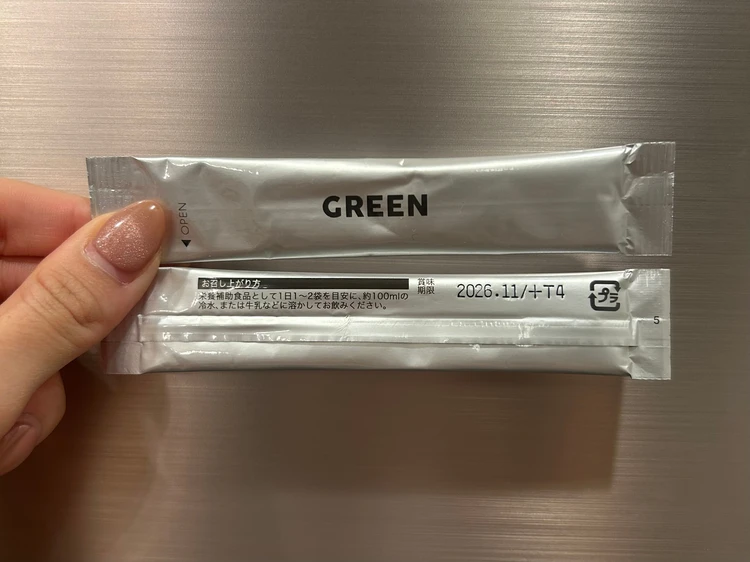 GREEN
OPEN
お召し上がり方
栄養補助食品として1日1〜2袋を目安に、約100mlの
冷水、または牛乳などに溶かしてお飲みください。
賞味
期限
2026.11/+T4
プラ
5